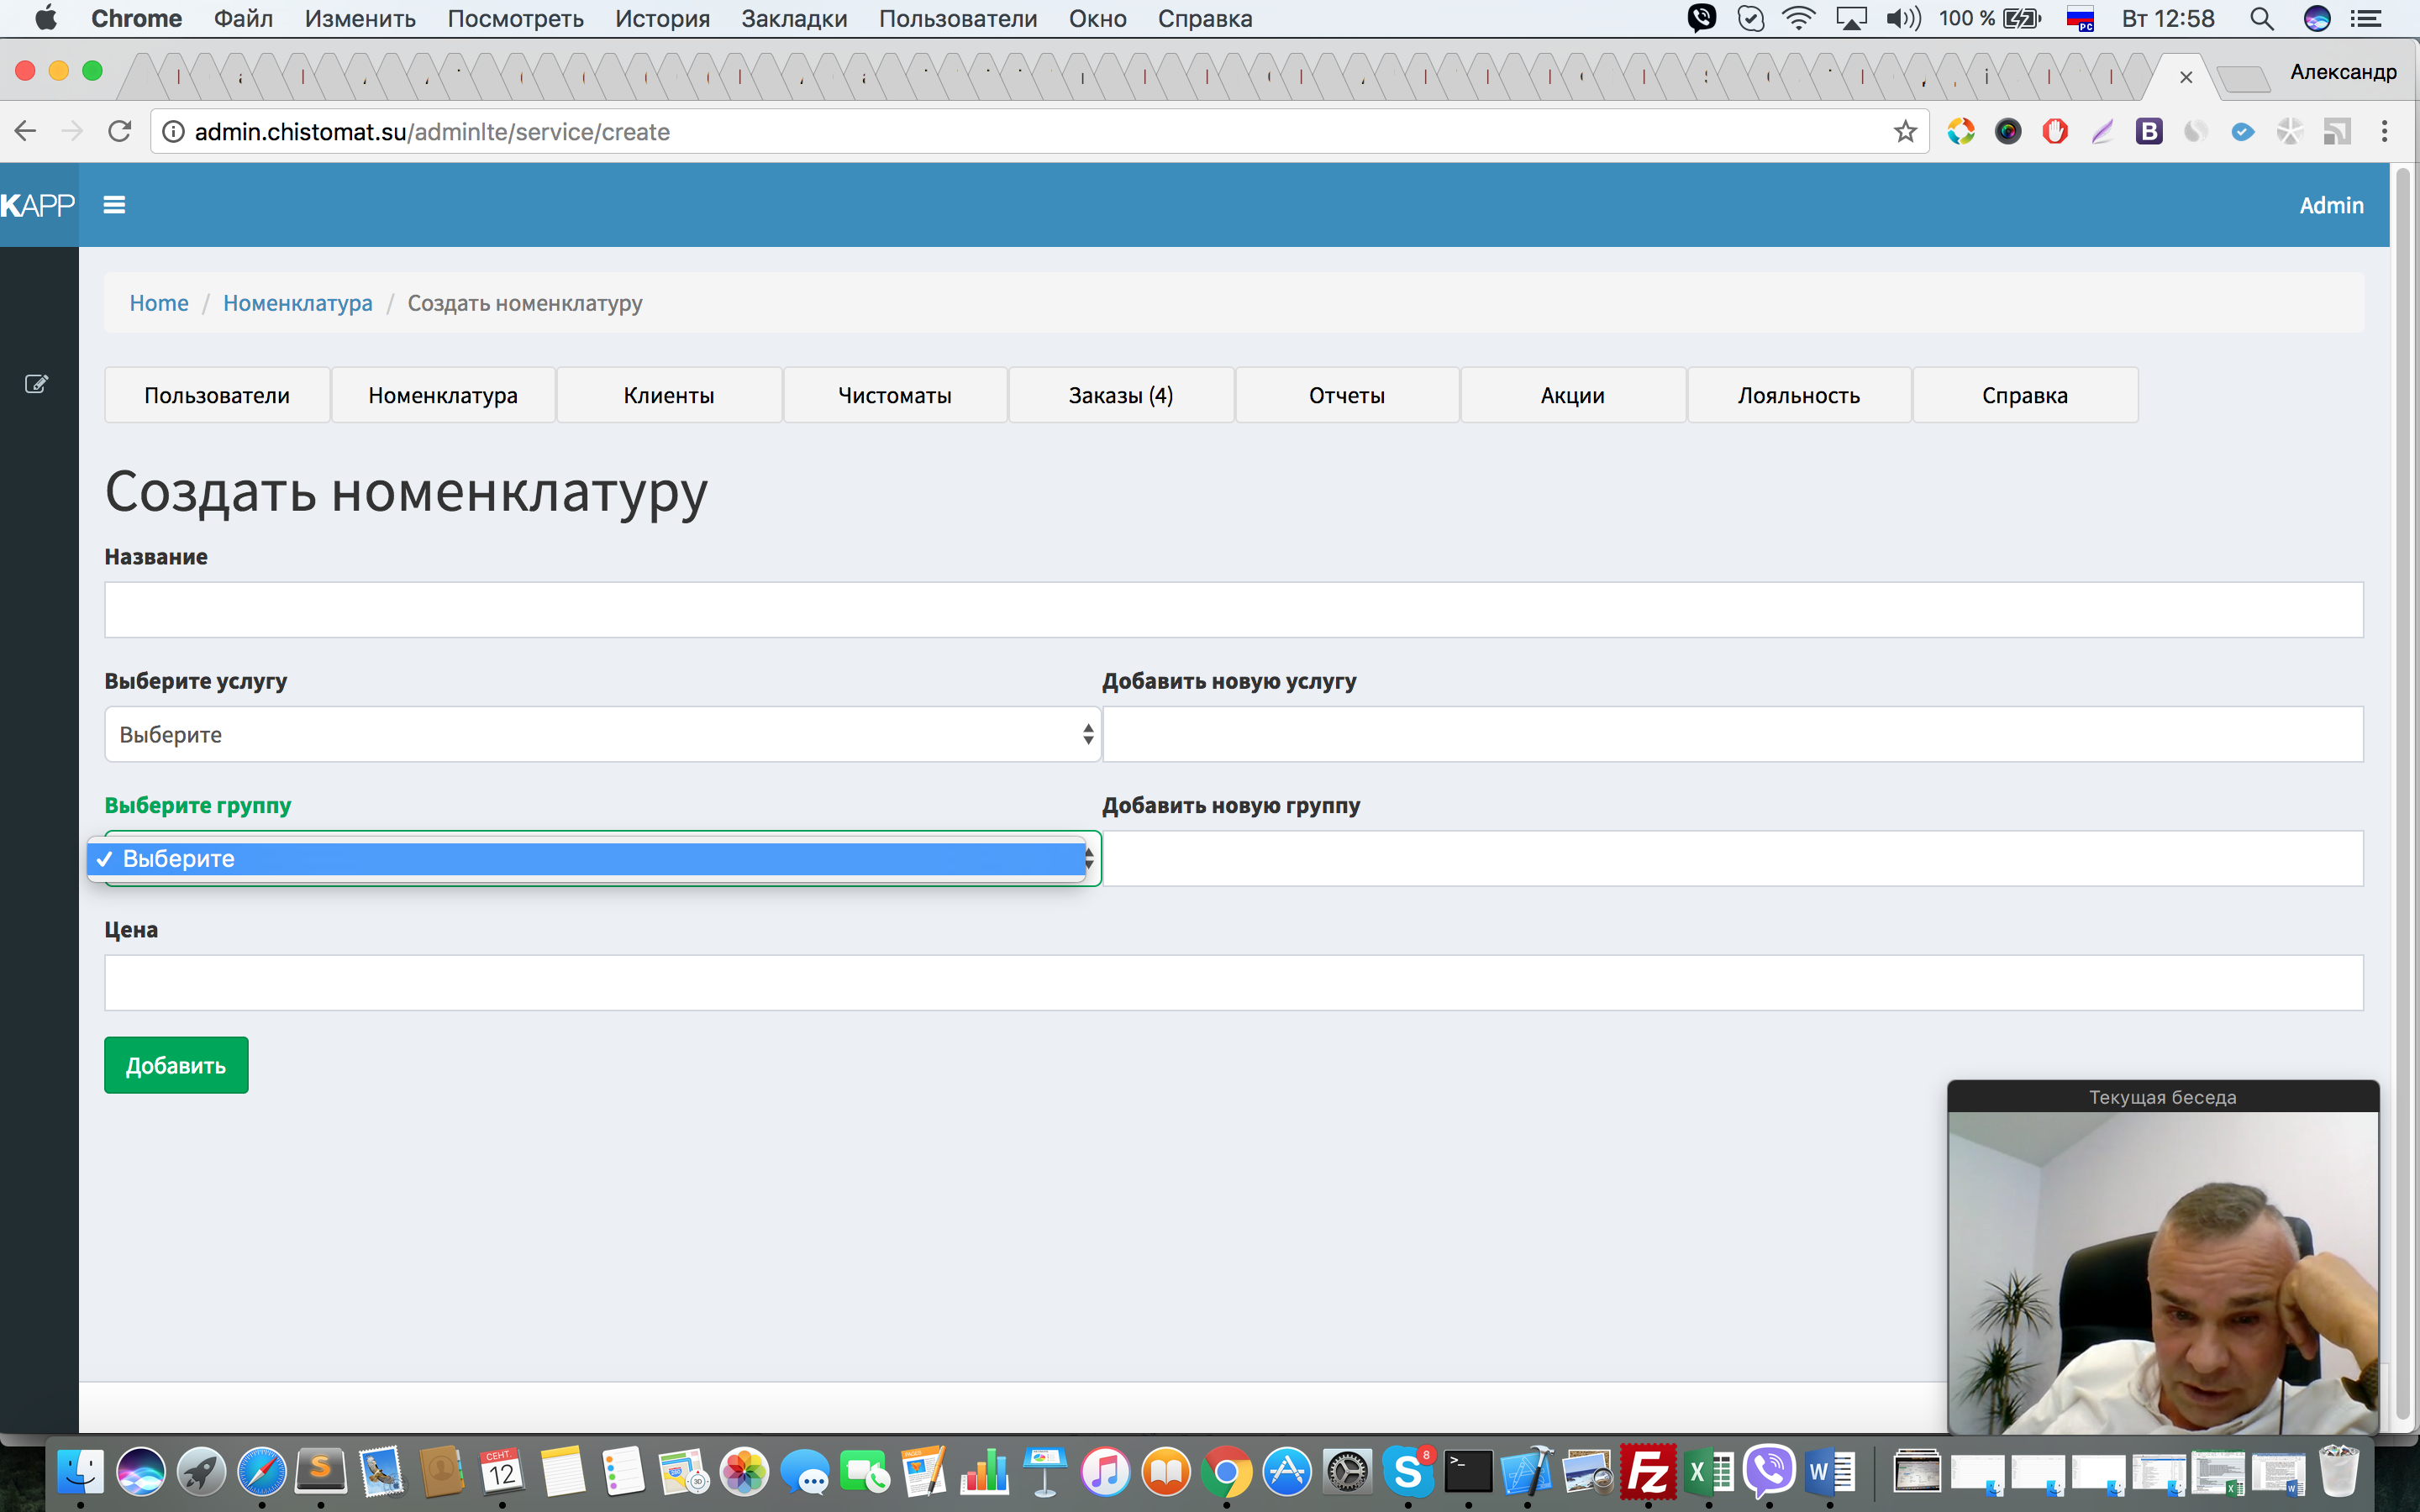 Chrome Файл Изменить Посмотреть История Закладки Пользователи Окно Справка 100 % РС Вт 12:58
Александр
admin.chistomat.su/adminlte/service/create
KAPP Admin
Home / Номенклатура / Создать номенклатуру
Пользователи Номенклатура Клиенты Чистоматы Заказы (4) Отчеты Акции Лояльность Справка
Создать номенклатуру
Название
Выберите услугу Добавить новую услугу
Выберите
Выберите группу Добавить новую группу
✓ Выберите
Цена
Добавить
Текущая беседа
СЕНТ.
12
8